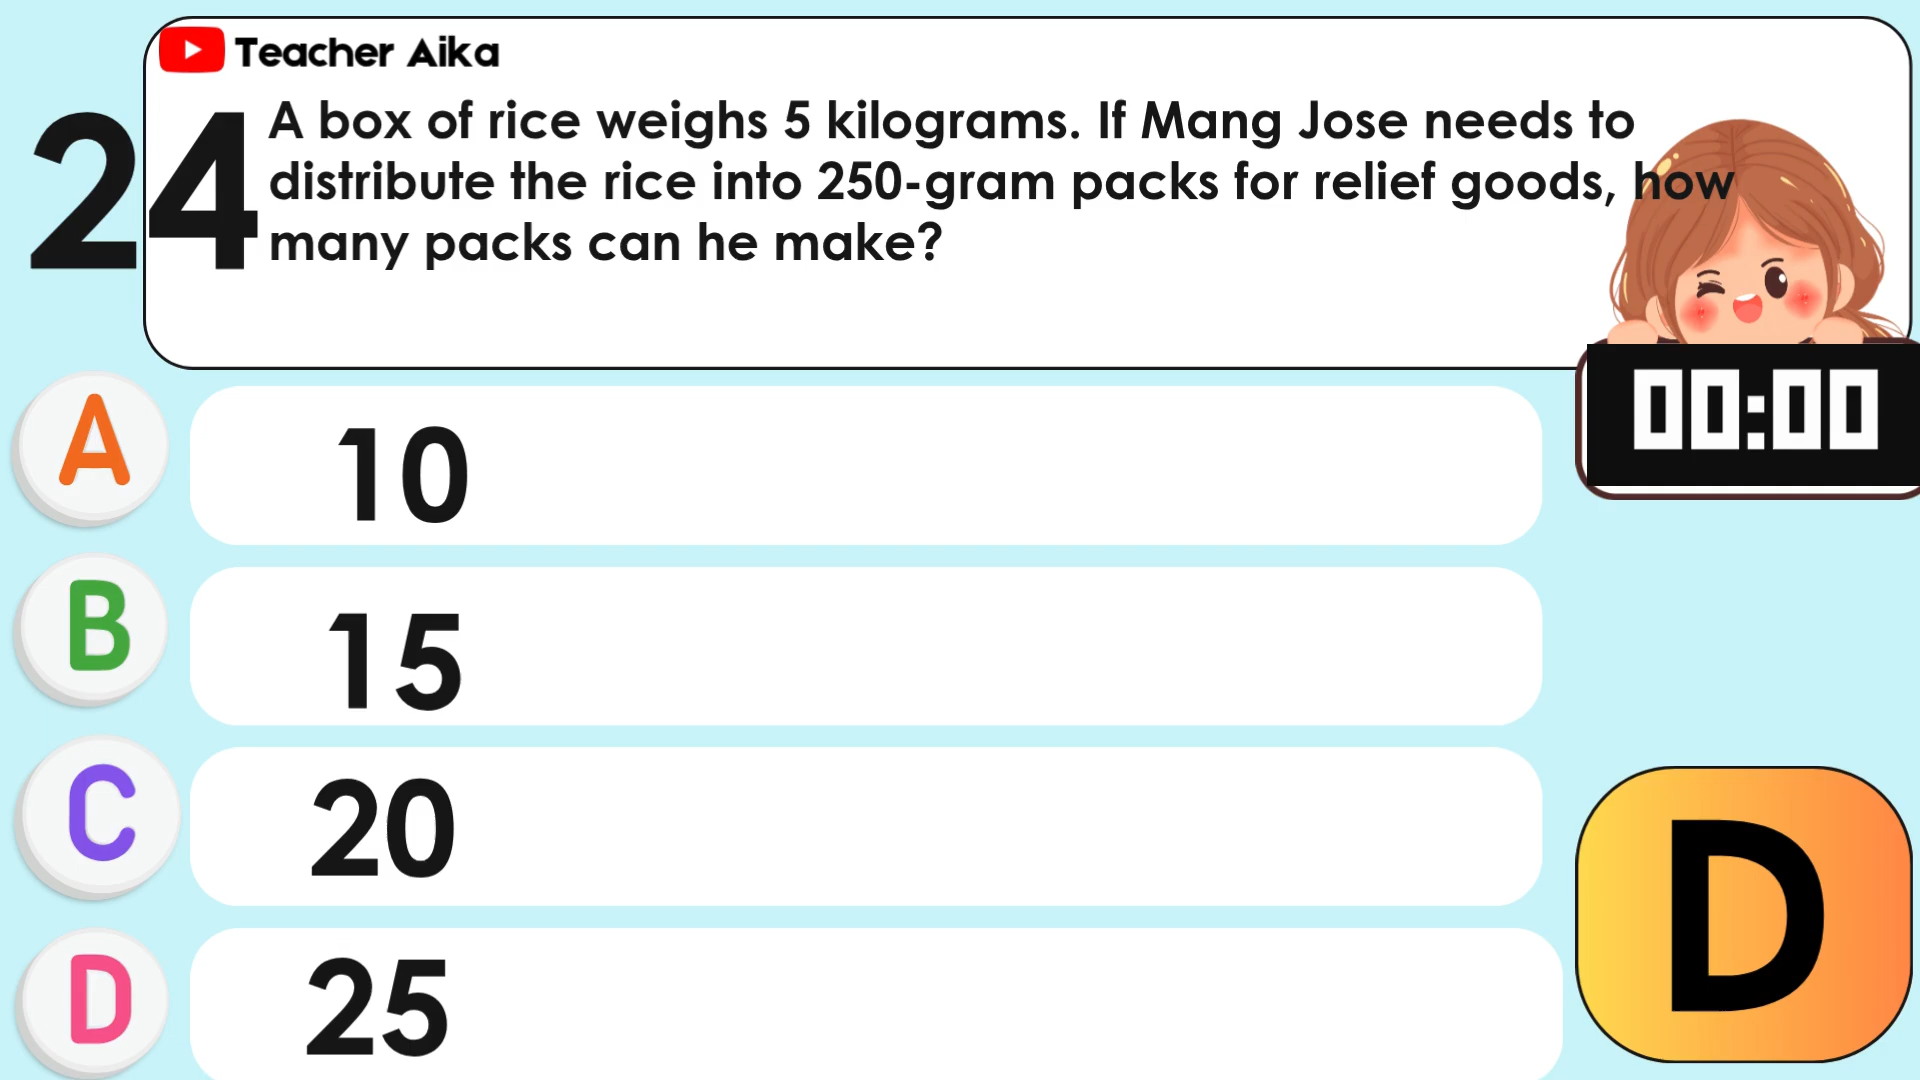 Teacher Aika
24
A box of rice weighs 5 kilograms. If Mang Jose needs to
distribute the rice into 250-gram packs for relief goods, how
many packs can he make?
00:00
A 10
B 15
C 20
D 25
D